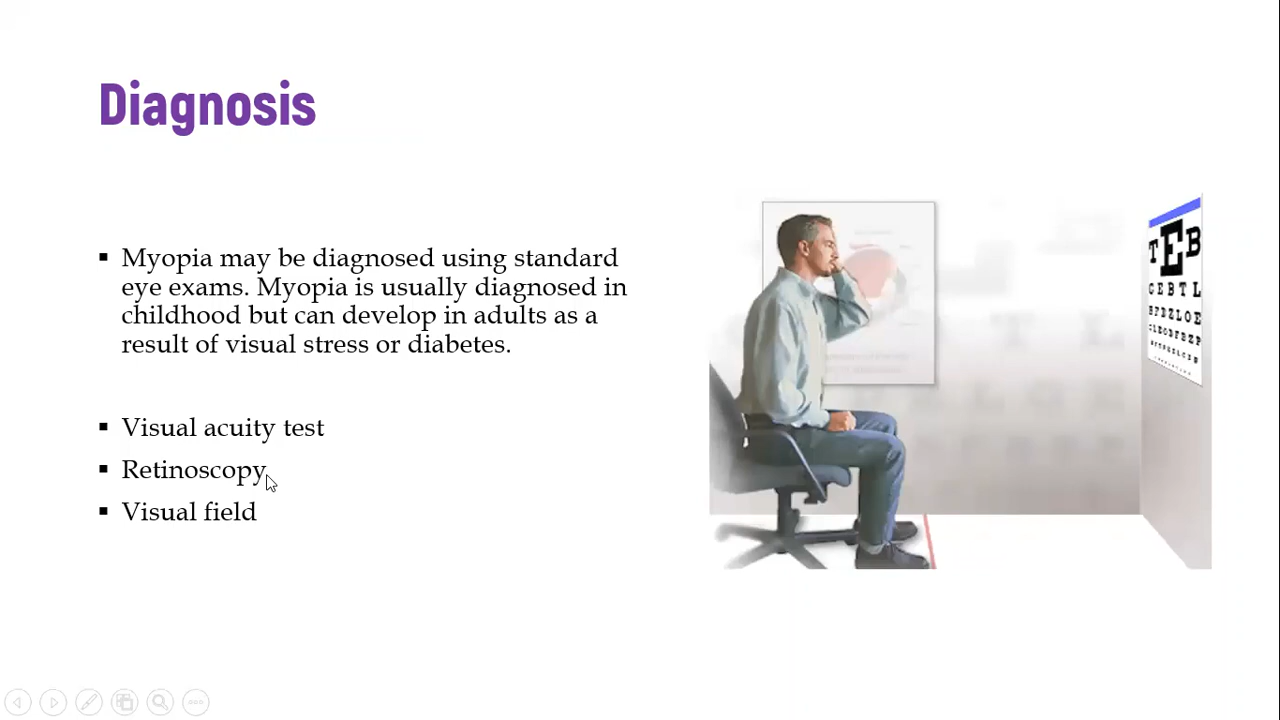 Diagnosis
Myopia may be diagnosed using standard
eye exams. Myopia is usually diagnosed in
childhood but can develop in adults as a
result of visual stress or diabetes.
Visual acuity test
Retinoscopy
Visual field
T E B
C E B T L